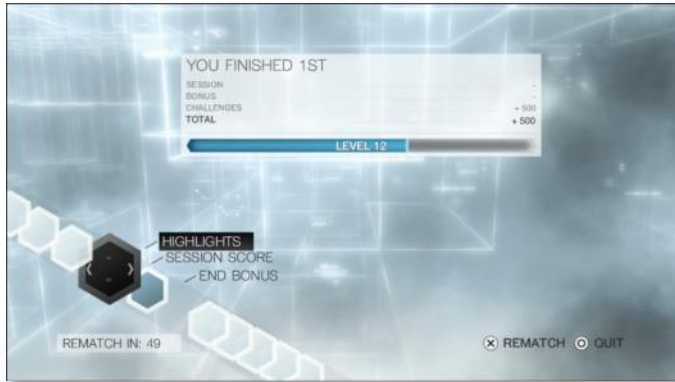 YOU FINISHED 1ST
SESSION -
BONUS -
CHALLENGES + 500
TOTAL + 500
LEVEL 12
HIGHLIGHTS
SESSION SCORE
END BONUS
REMATCH IN: 49
X REMATCH O QUIT